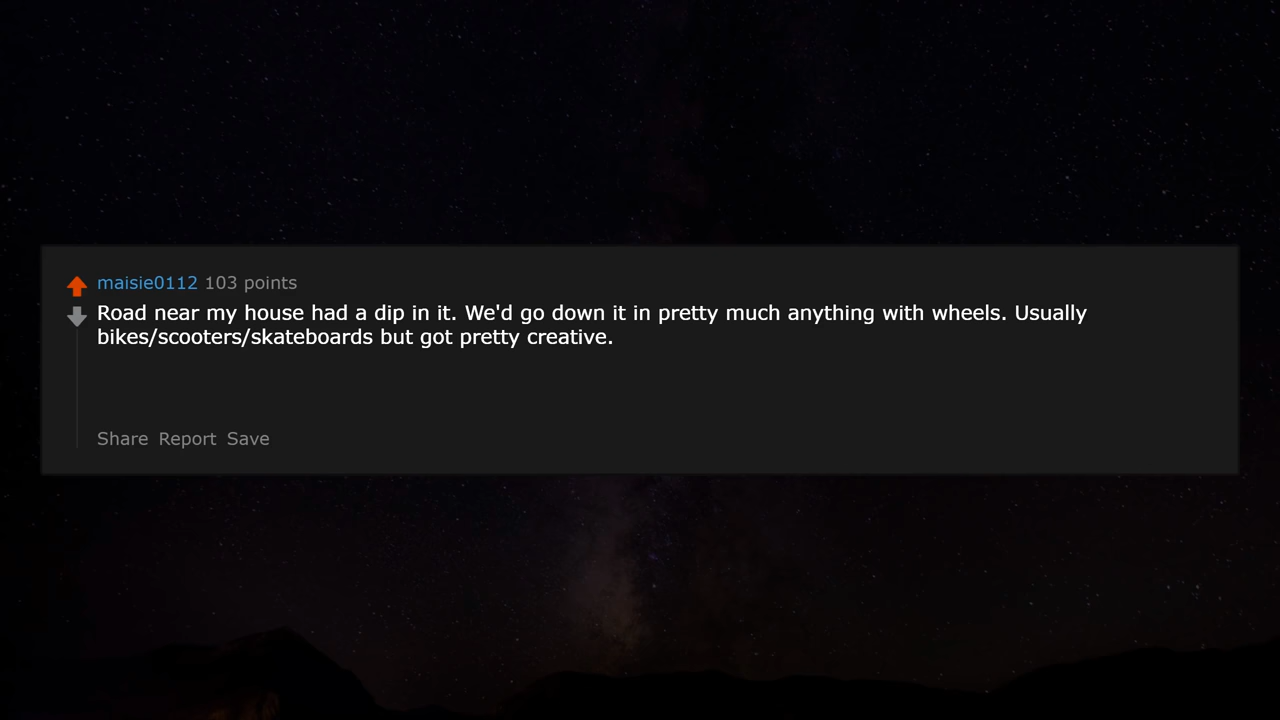 maisie0112 103 points
Road near my house had a dip in it. We'd go down it in pretty much anything with wheels. Usually
bikes/scooters/skateboards but got pretty creative.
Share Report Save